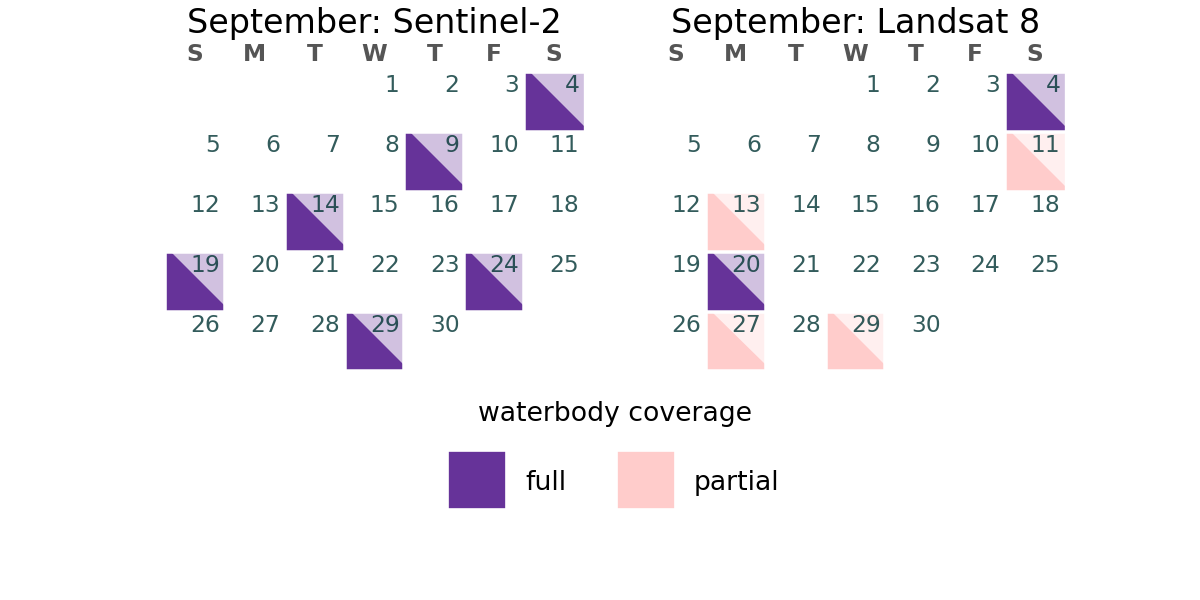 September: Sentinel-2
S M T W T F S
1 2 3 4
5 6 7 8 9 10 11
12 13 14 15 16 17 18
19 20 21 22 23 24 25
26 27 28 29 30
September: Landsat 8
S M T W T F S
1 2 3 4
5 6 7 8 9 10 11
12 13 14 15 16 17 18
19 20 21 22 23 24 25
26 27 28 29 30
waterbody coverage
full
partial